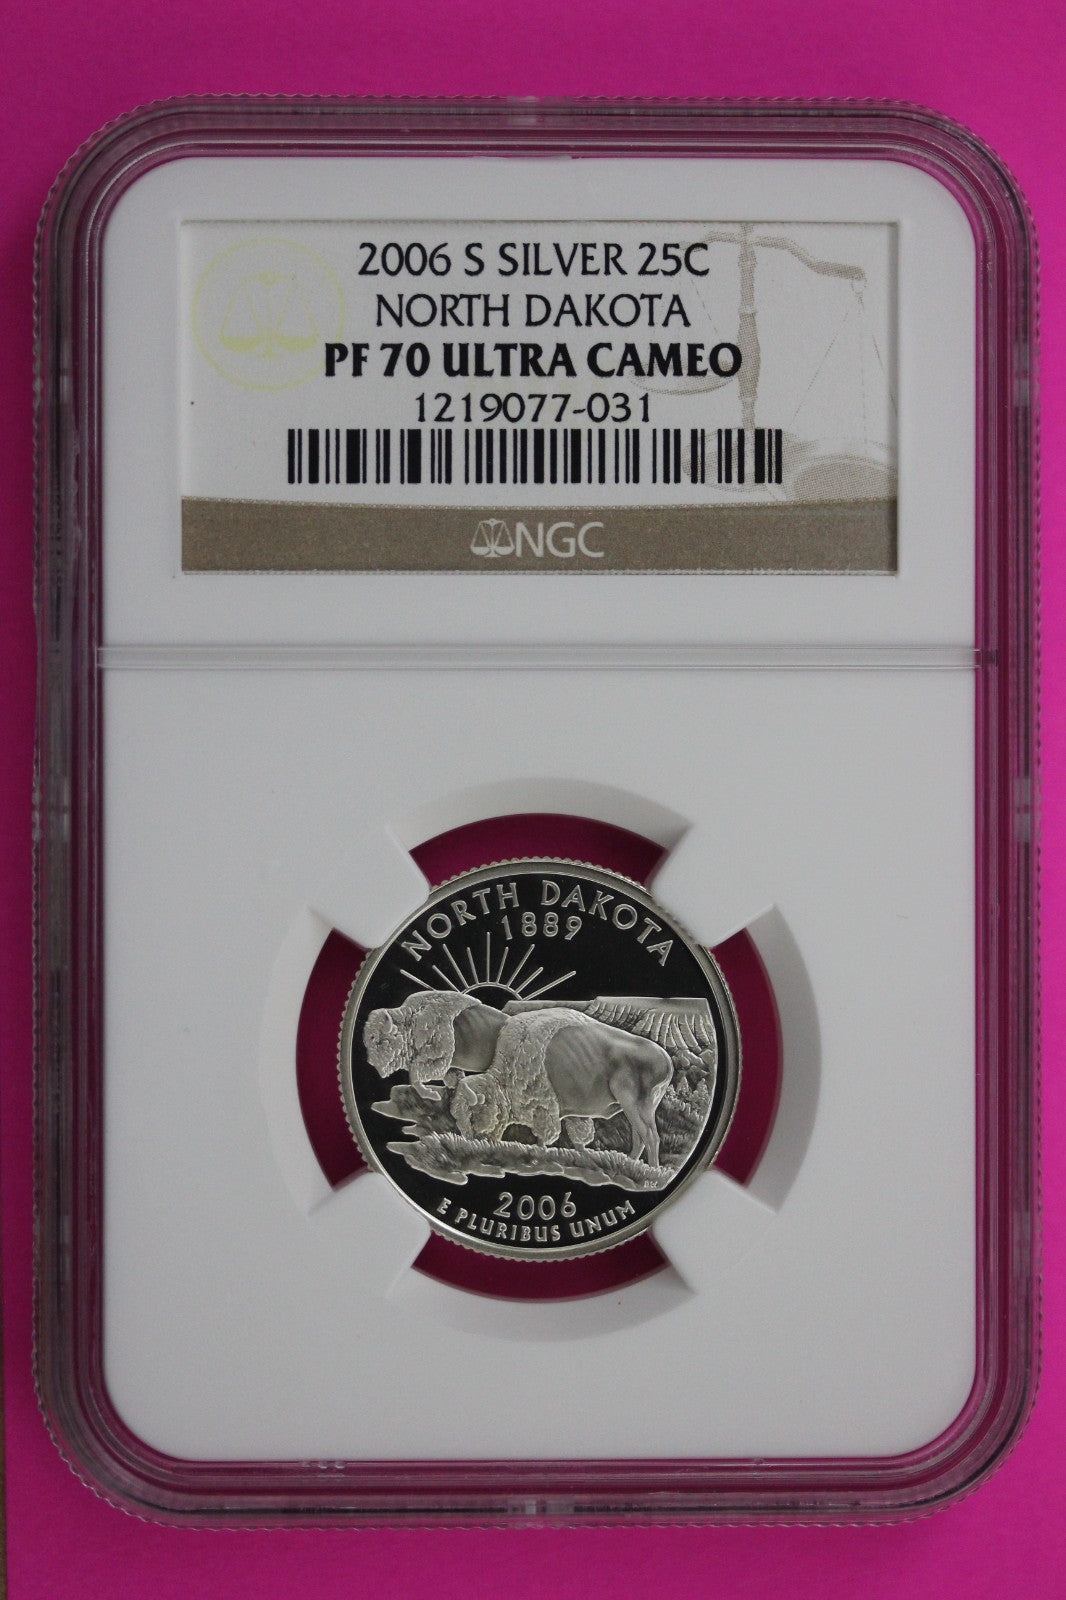 2006 S SILVER 25C
NORTH DAKOTA
PF 70 ULTRA CAMEO
1219077-031
NGC
NORTH DAKOTA
1889
2006
E PLURIBUS UNUM